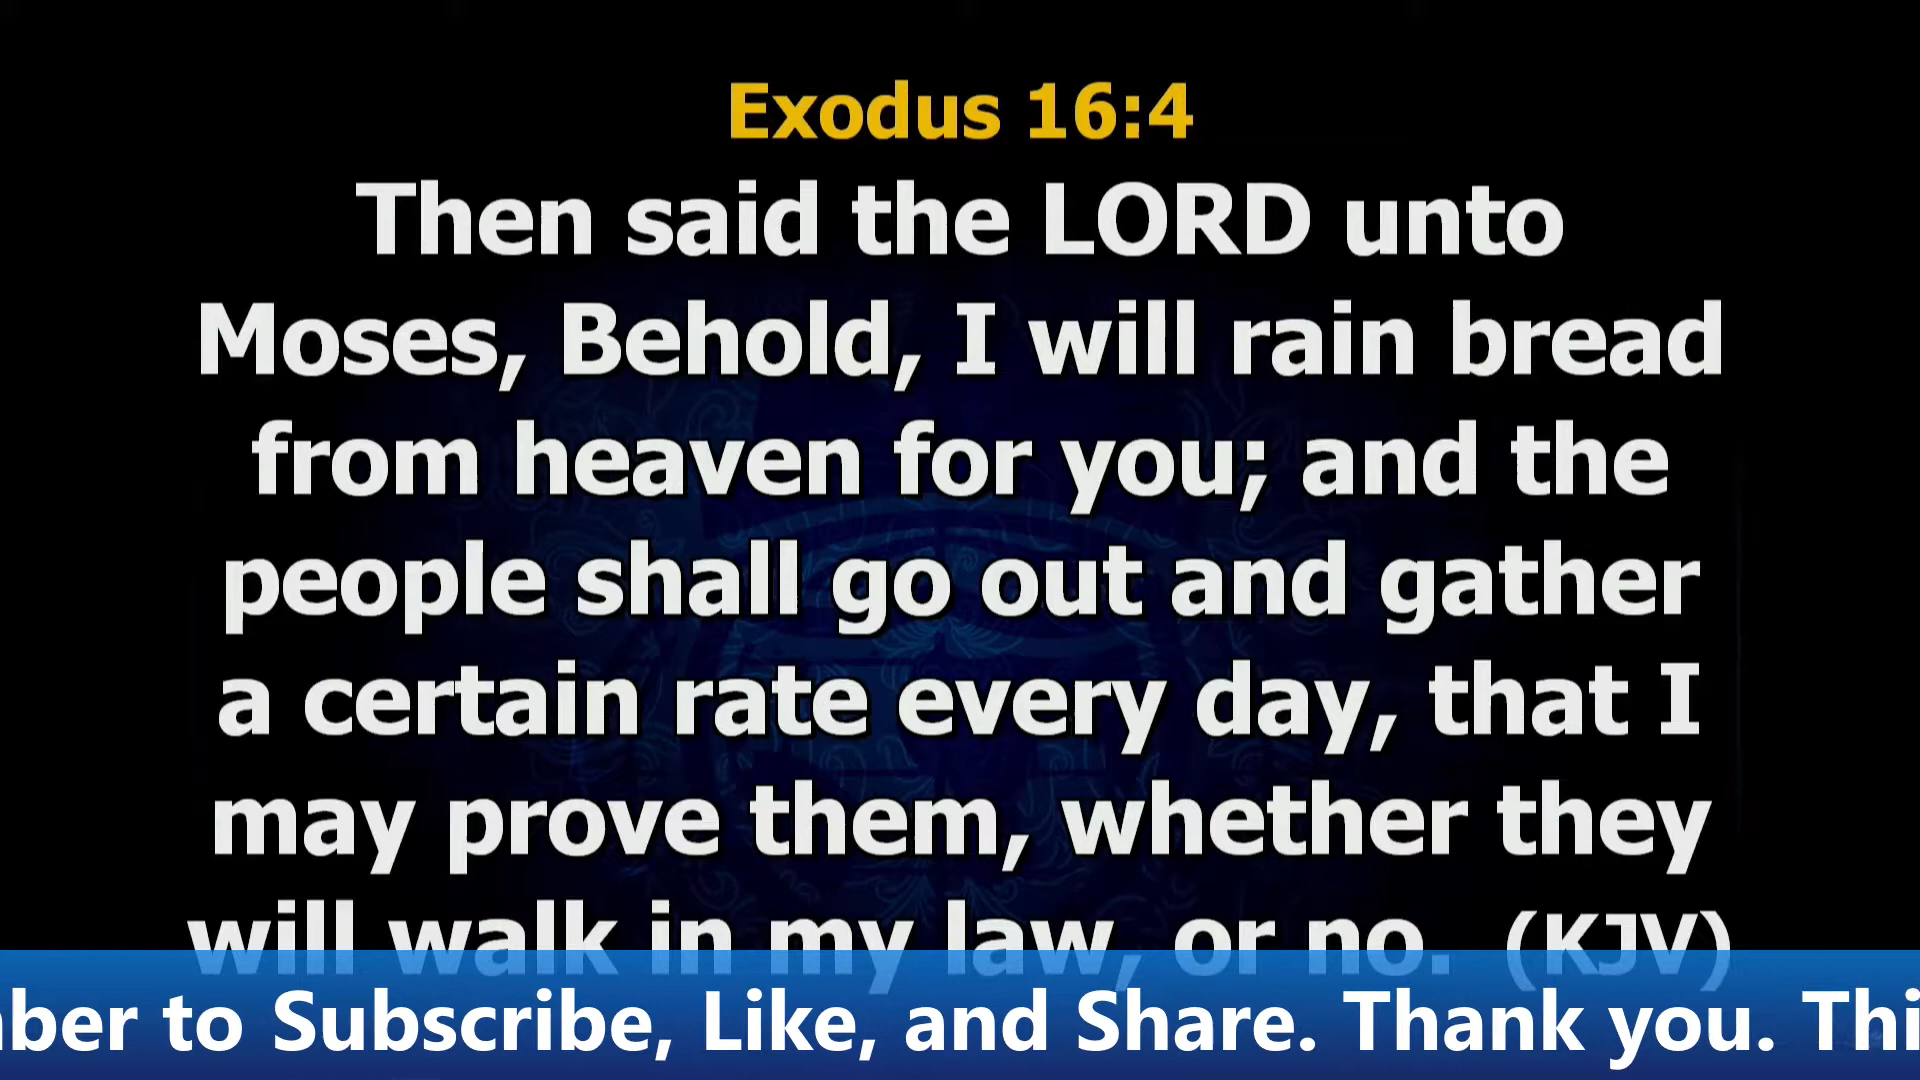 Exodus 16:4
Then said the LORD unto
Moses, Behold, I will rain bread
from heaven for you; and the
people shall go out and gather
a certain rate every day, that I
may prove them, whether they
will walk in my law, or no. (KJV)
to Subscribe, Like, and Share. Thank you.